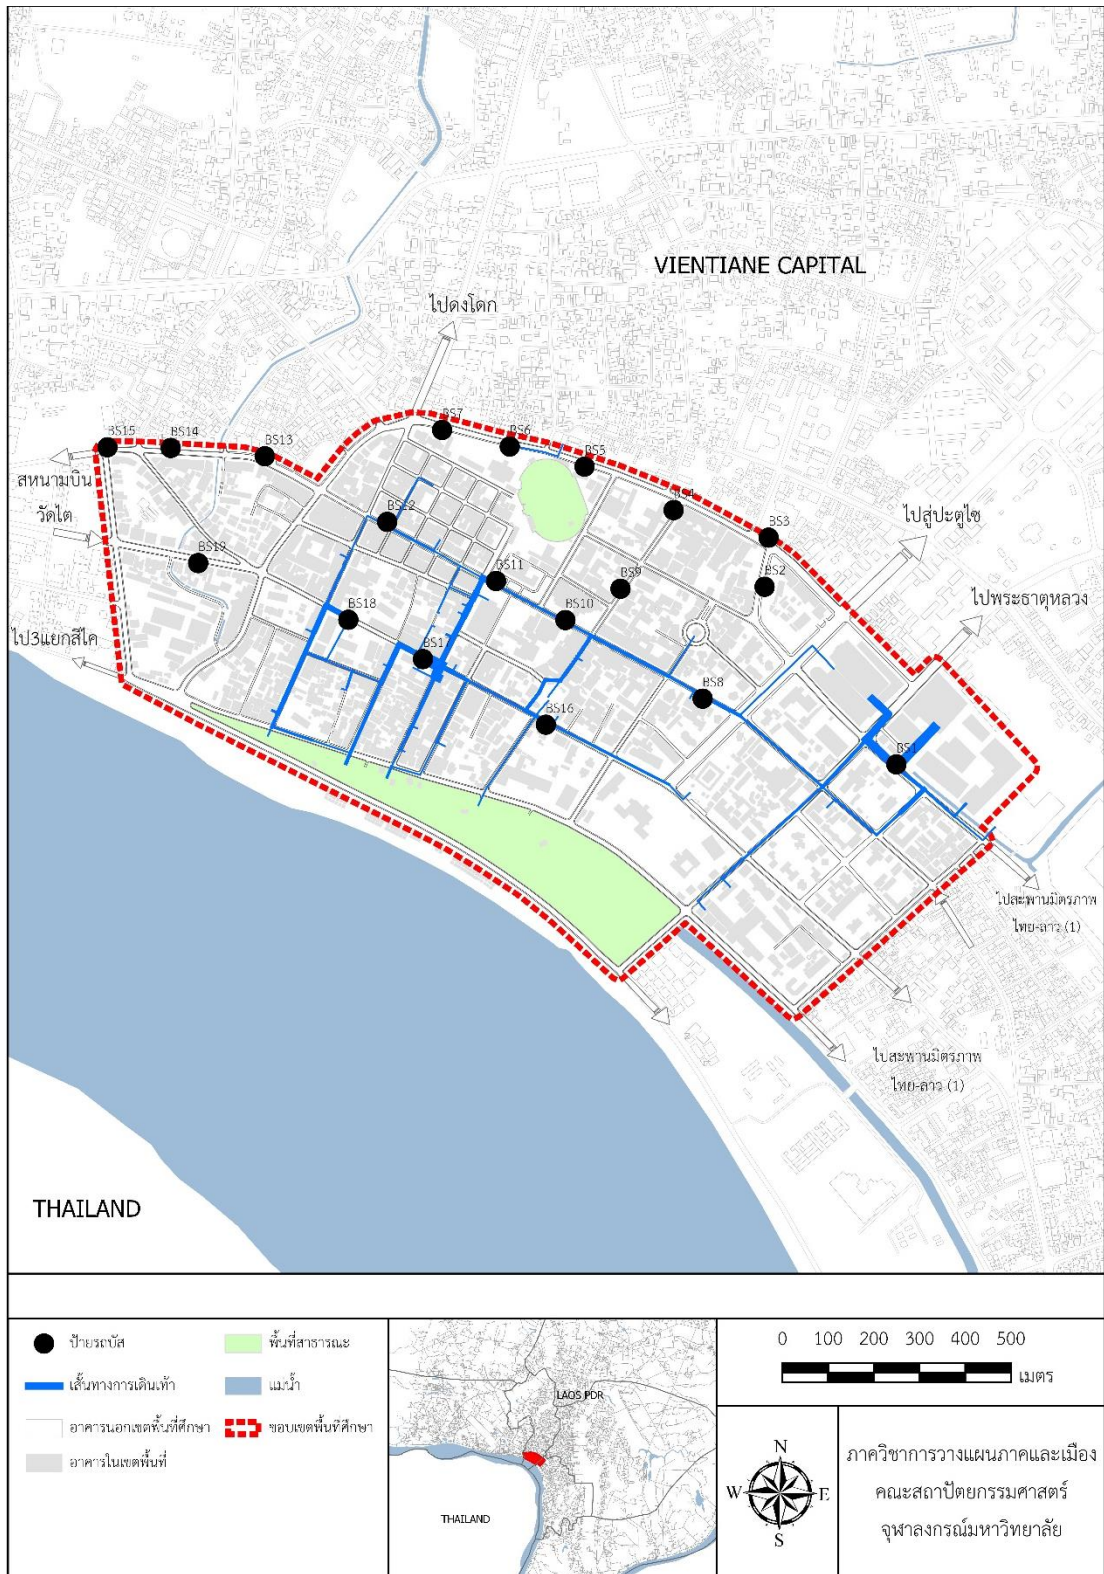 VIENTIANE CAPITAL
ไปดงโดก
BS7
BS6
BS5
BS15
BS14
BS13
สหนามบิน
วัดไต
BS4
BS12
BS3
ไปสู่ปะตูไซ
BS19
BS11
BS9
BS2
ไปพระธาตุหลวง
BS18
BS10
ไป3แยกสีไค
BS17
BS8
BS16
BS1
ไปสะพานมิตรภาพ
ไทย-ลาว (1)
ไปสะพานมิตรภาพ
ไทย-ลาว (1)
THAILAND
ป้ายรถบัส
เส้นทางการเดินเท้า
อาคารนอกเขตพื้นที่ศึกษา
อาคารในเขตพื้นที่
พื้นที่สาธารณะ
แม่น้ำ
ขอบเขตพื้นที่ศึกษา
LAOS PDR
THAILAND
0 100 200 300 400 500
เมตร
N
W E
S
ภาควิชาการวางแผนภาคและเมือง
คณะสถาปัตยกรรมศาสตร์
จุฬาลงกรณ์มหาวิทยาลัย